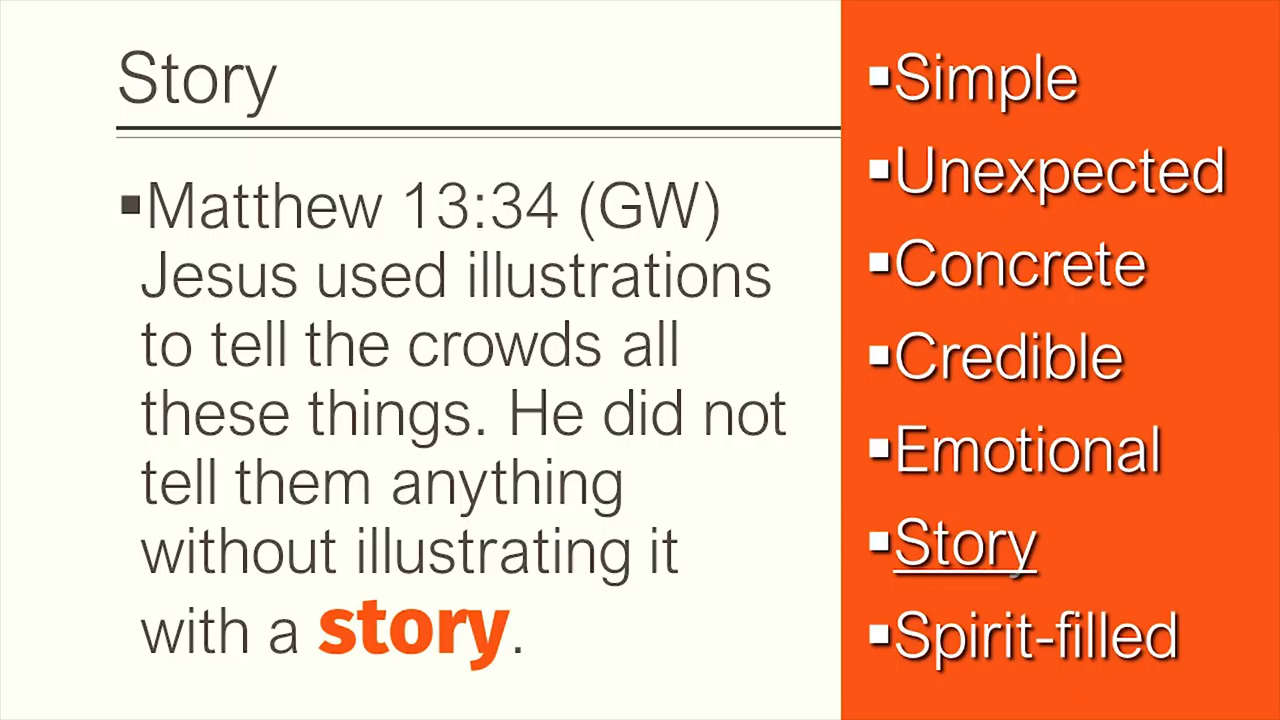 Story
▪Matthew 13:34 (GW)
Jesus used illustrations
to tell the crowds all
these things. He did not
tell them anything
without illustrating it
with a story.
▪Simple
▪Unexpected
▪Concrete
▪Credible
▪Emotional
▪Story
▪Spirit-filled